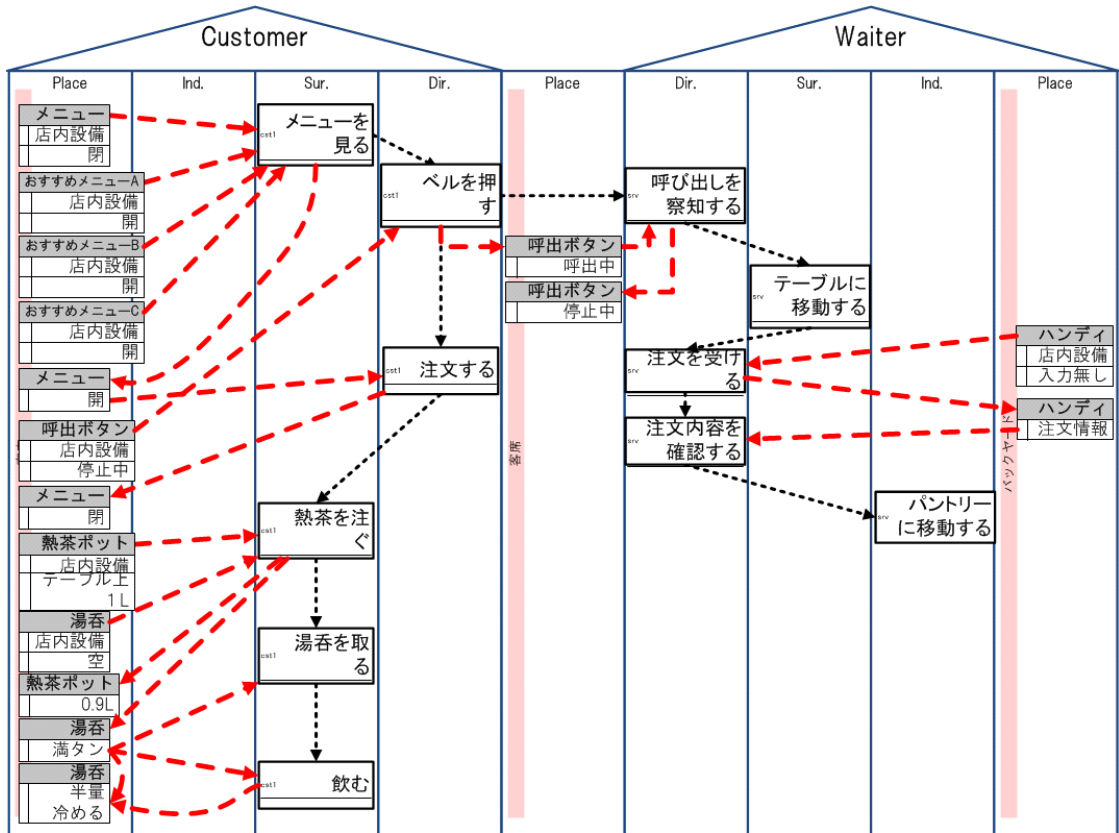 Customer
Waiter
Place
Ind.
Sur.
Dir.
Place
Dir.
Sur.
Ind.
Place
メニュー
店内設備
閉
おすすめメニューA
店内設備
開
おすすめメニューB
店内設備
開
おすすめメニューC
店内設備
開
メニュー
開
呼出ボタン
店内設備
停止中
メニュー
閉
熱茶ポット
店内設備
テーブル上
1L
湯呑
店内設備
空
熱茶ポット
0.9L
湯呑
満タン
湯呑
半量
冷める
cst1
メニューを
見る
cst1
ベルを押
す
cst1
注文する
cst1
熱茶を注
ぐ
cst1
湯呑を取
る
cst1
飲む
客席
呼出ボタン
呼出中
呼出ボタン
停止中
srv
呼び出しを
察知する
srv
テーブルに
移動する
srv
注文を受け
る
srv
注文内容を
確認する
srv
パントリー
に移動する
バックヤード
ハンディ
店内設備
入力無し
ハンディ
注文情報